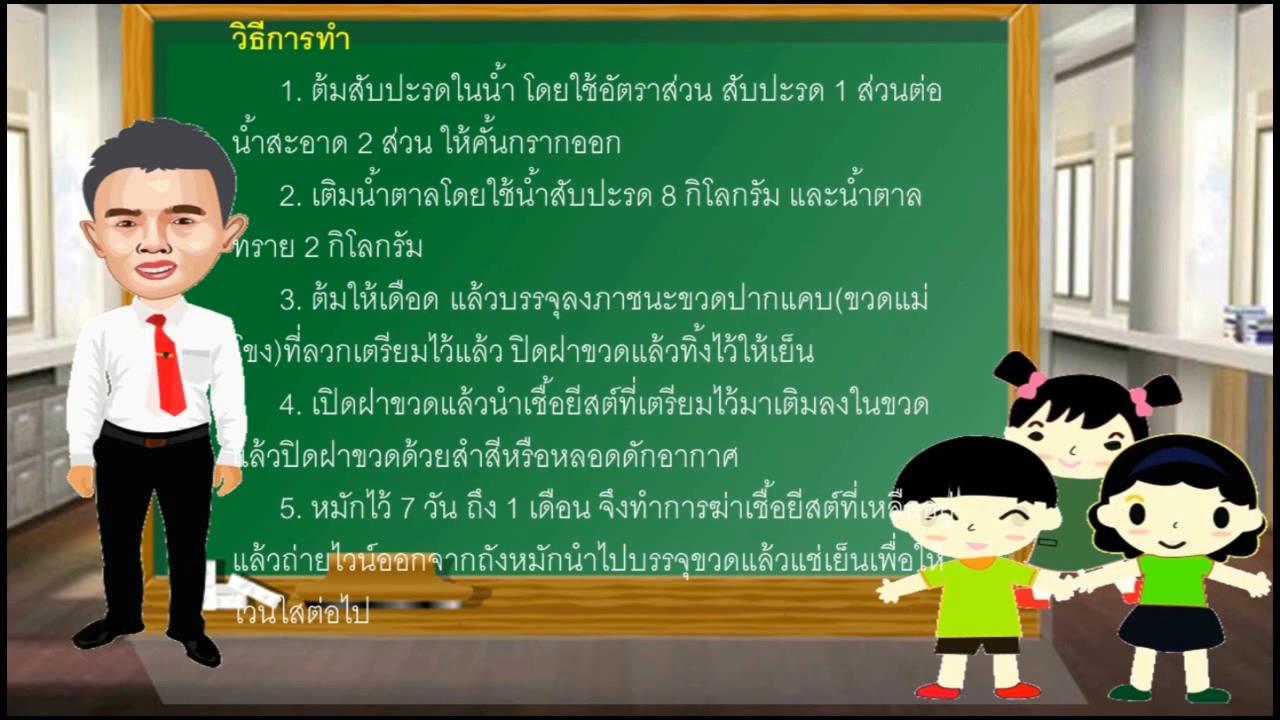 วิธีการทำ
1. ต้มสับปะรดในน้ำ โดยใช้อัตราส่วน สับปะรด 1 ส่วนต่อ
น้ำสะอาด 2 ส่วน ให้คั้นกรากออก
2. เติมน้ำตาลโดยใช้น้ำสับปะรด 8 กิโลกรัม และน้ำตาล
ทราย 2 กิโลกรัม
3. ต้มให้เดือด แล้วบรรจุลงภาชนะขวดปากแคบ(ขวดแม่
โขง)ที่ลวกเตรียมไว้แล้ว ปิดฝาขวดแล้วทิ้งไว้ให้เย็น
4. เปิดฝาขวดแล้วนำเชื้อยีสต์ที่เตรียมไว้มาเติมลงในขวด
แล้วปิดฝาขวดด้วยสำสีหรือหลอดดักอากาศ
5. หมักไว้ 7 วัน ถึง 1 เดือน จึงทำการฆ่าเชื้อยีสต์ที่เหลืออยู่
แล้วถ่ายไวน์ออกจากถังหมักนำไปบรรจุขวดแล้วแช่เย็นเพื่อให้
ไวน์ใสต่อไป